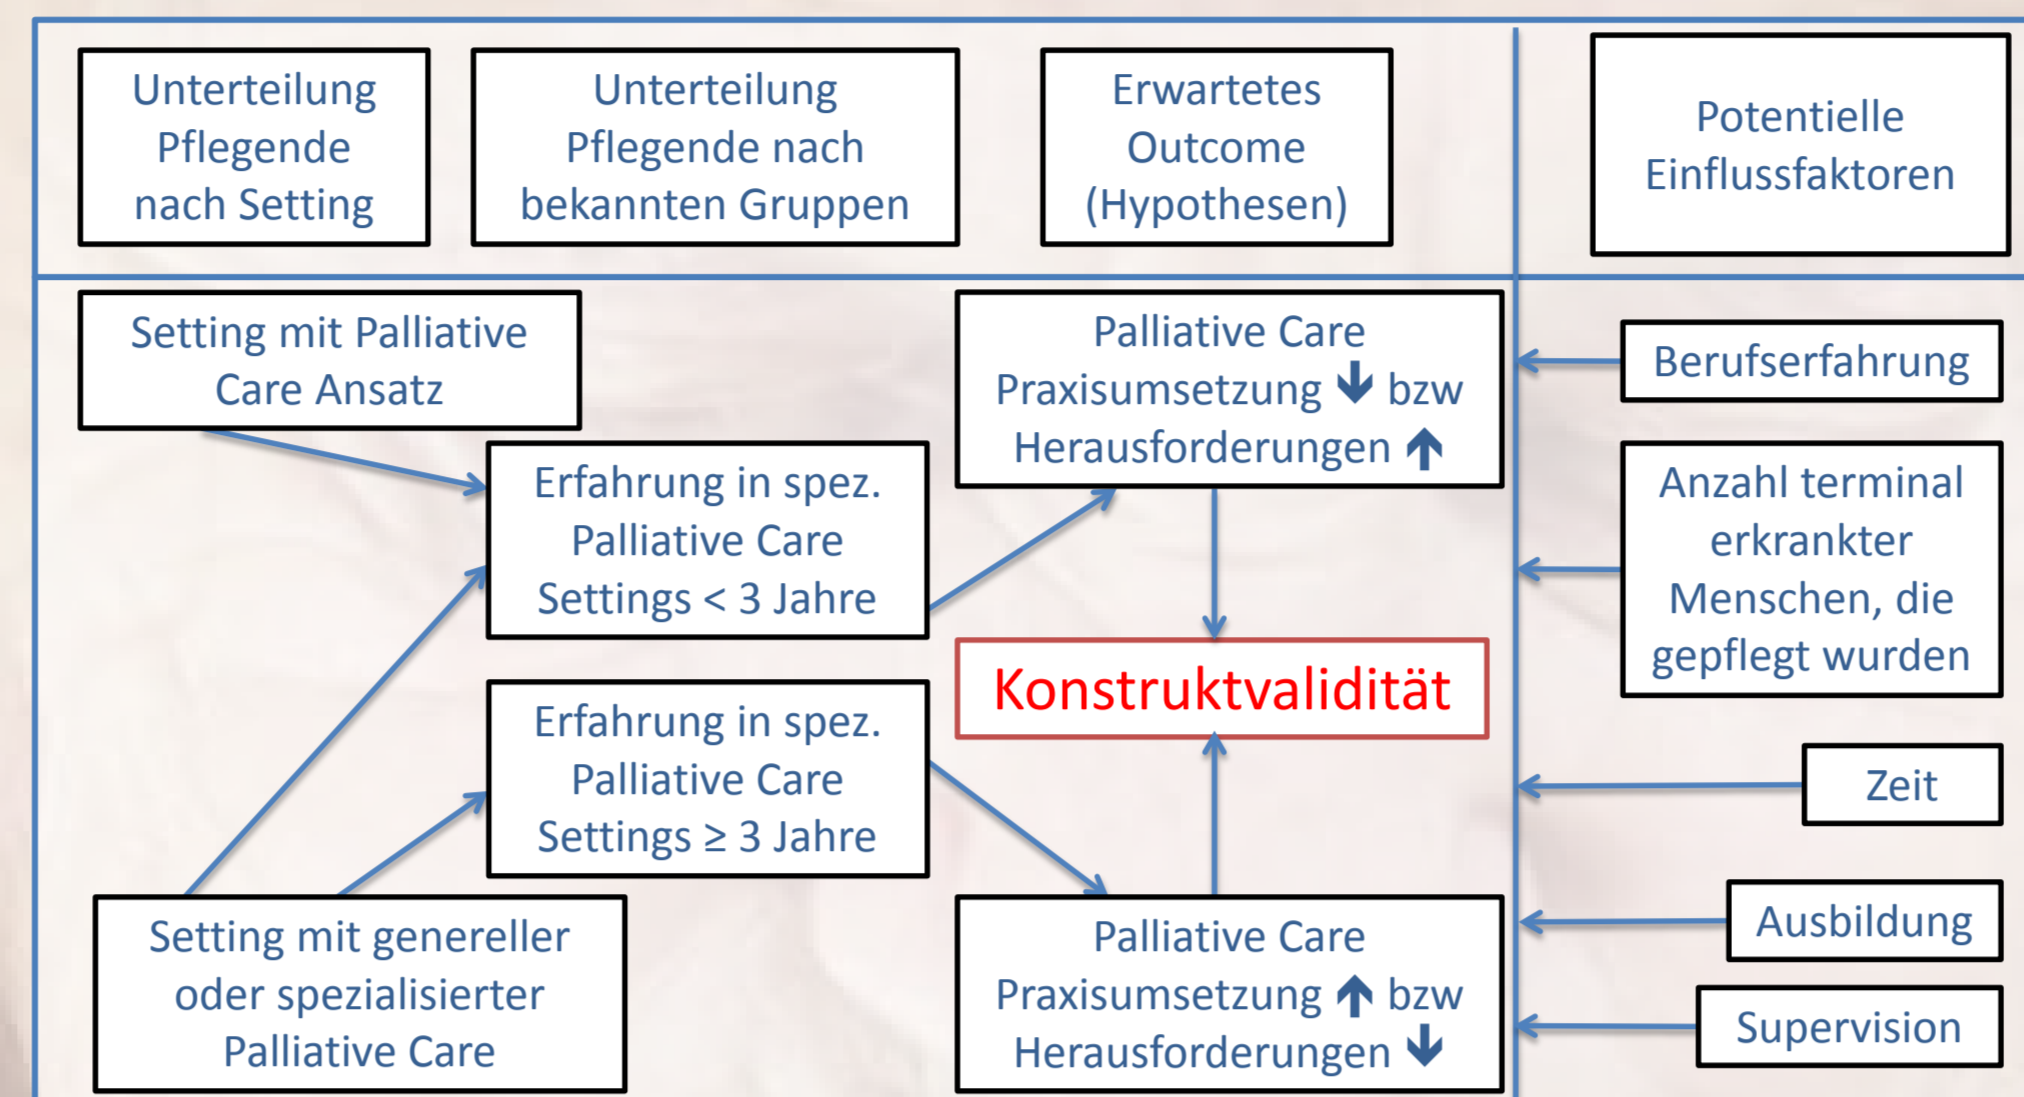 Unterteilung
Pflegende
nach Setting
Unterteilung
Pflegende nach
bekannten Gruppen
Erwartetes
Outcome
(Hypothesen)
Potentielle
Einflussfaktoren
Setting mit Palliative
Care Ansatz
Erfahrung in spez.
Palliative Care
Settings < 3 Jahre
Erfahrung in spez.
Palliative Care
Settings ≥ 3 Jahre
Setting mit genereller
oder spezialisierter
Palliative Care
Palliative Care
Praxisumsetzung 🡻 bzw
Herausforderungen 🡹
Konstruktvalidität
Palliative Care
Praxisumsetzung 🡹 bzw
Herausforderungen 🡻
Berufserfahrung
Anzahl terminal
erkrankter
Menschen, die
gepflegt wurden
Zeit
Ausbildung
Supervision